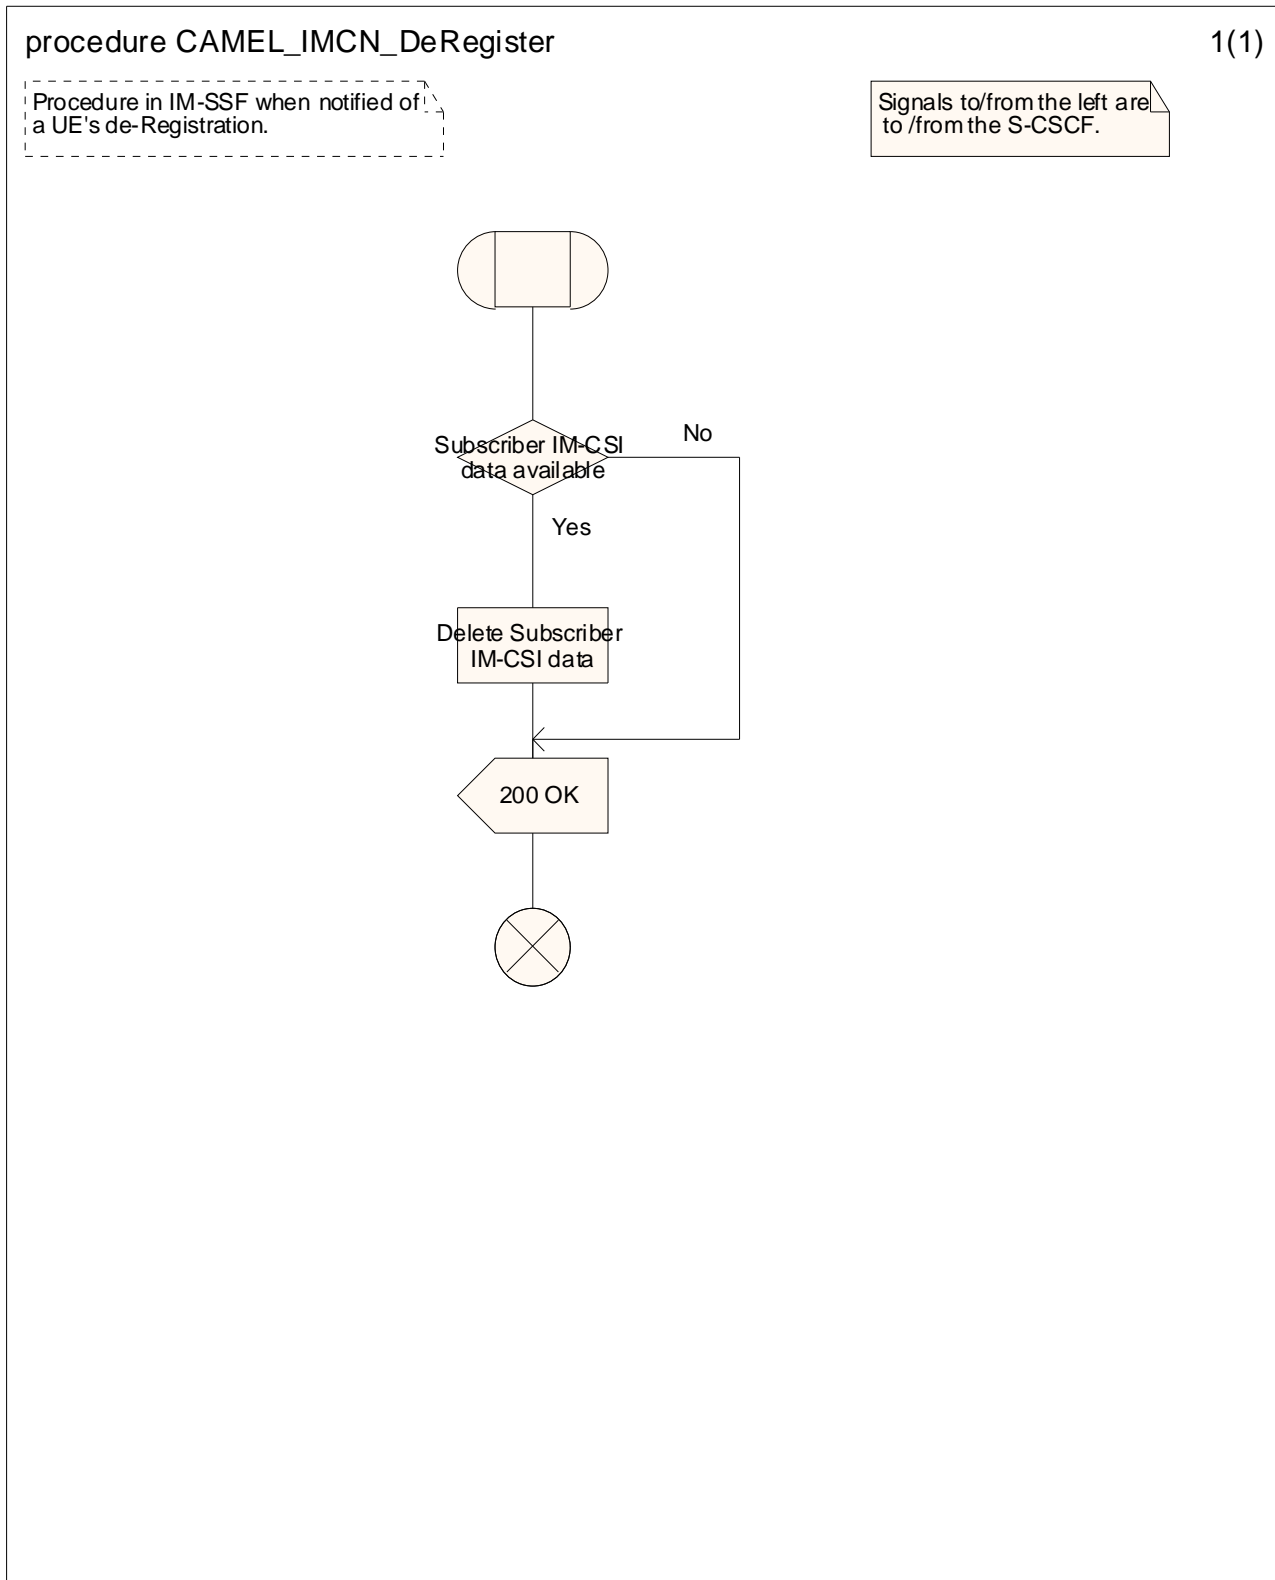 procedure CAMEL_IMCN_DeRegister
1(1)
Procedure in IM-SSF when notified of
a UE's de-Registration.
Signals to/from the left are
to /from the S-CSCF.
Subscriber IM-CSI
data available
No
Yes
Delete Subscriber
IM-CSI data
200 OK